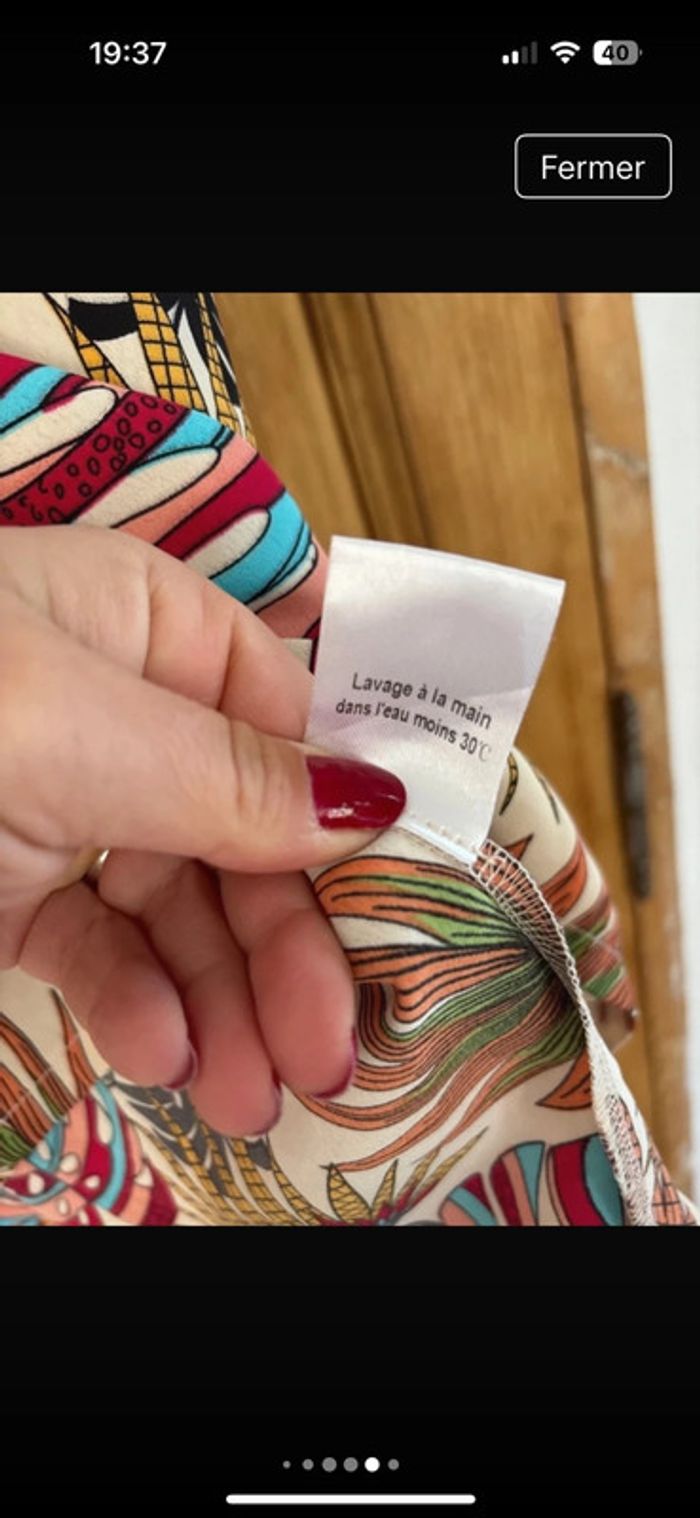 19:37
40
Fermer
Lavage à la main
dans l'eau moins 30℃